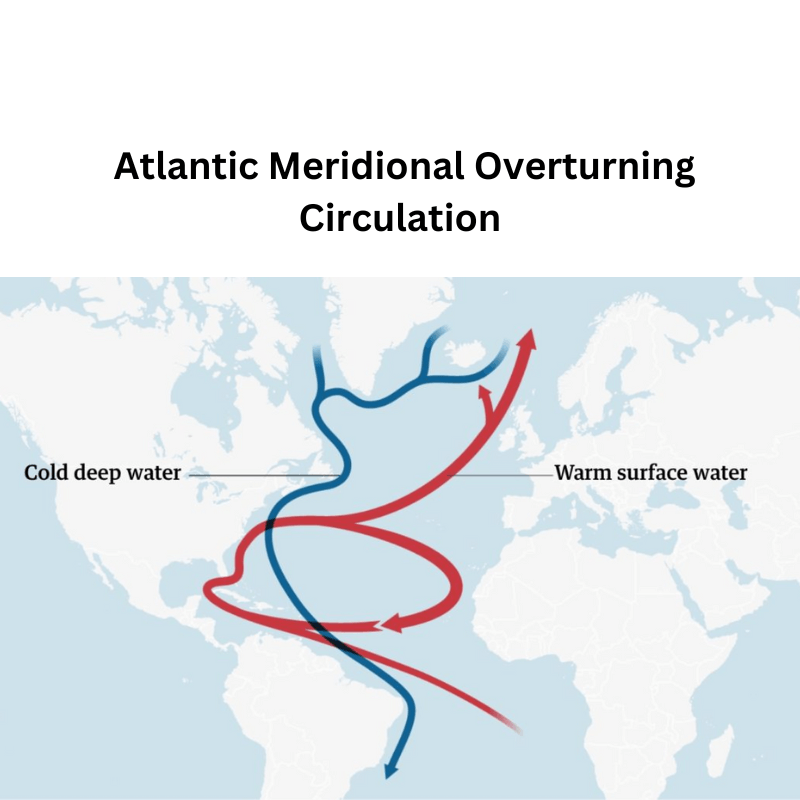 Atlantic Meridional Overturning
Circulation
Cold deep water
Warm surface water